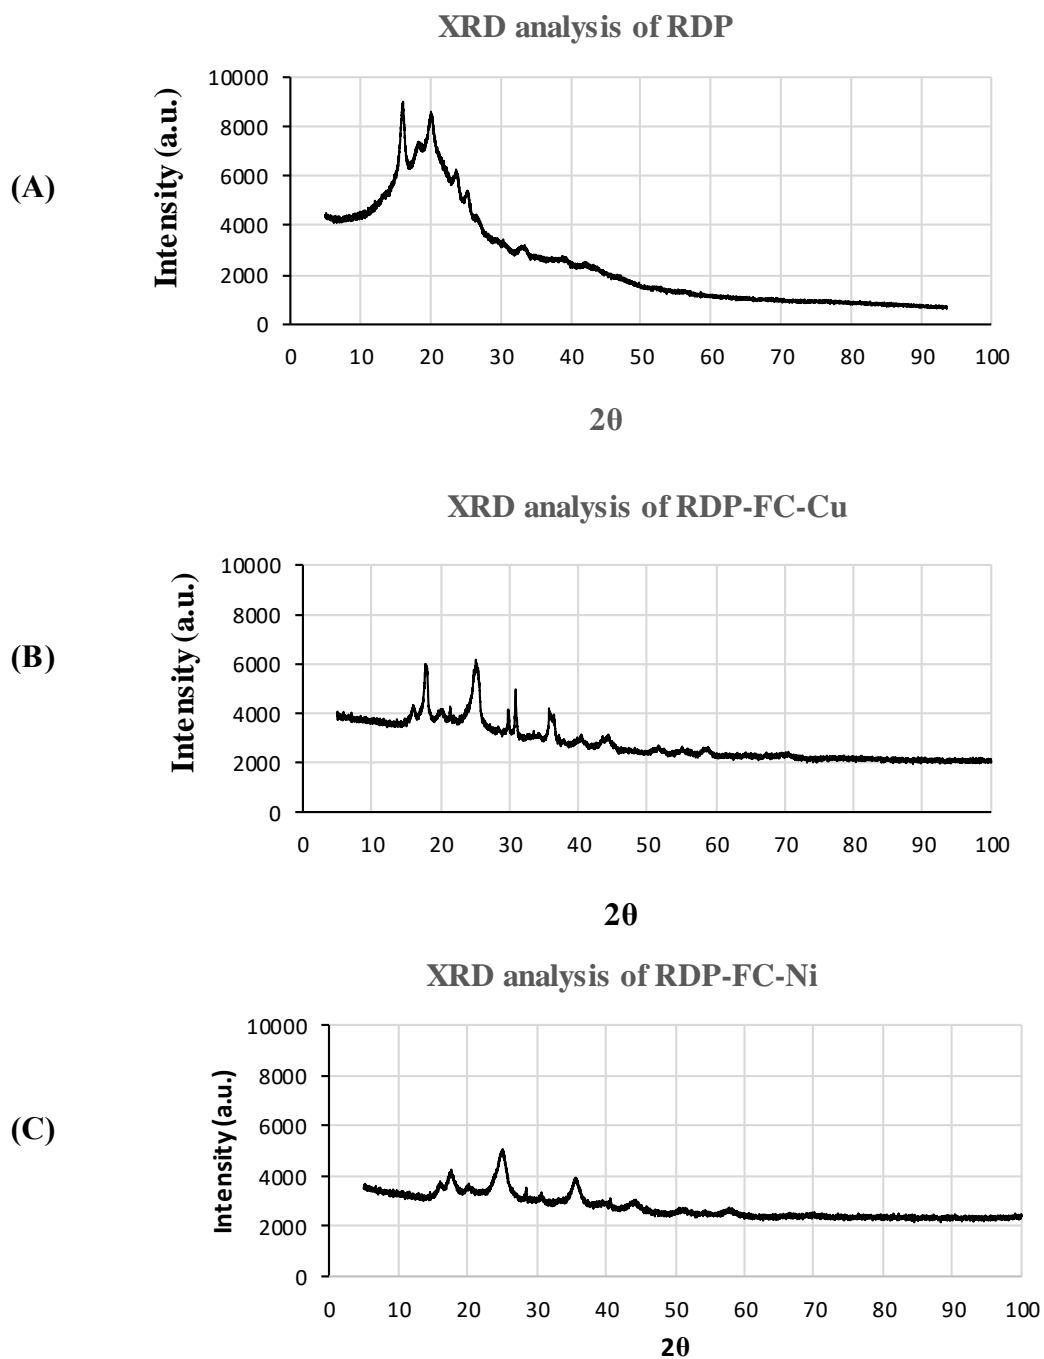 XRD analysis of RDP
(A)
Intensity (a.u.)
10000
8000
6000
4000
2000
0
0 10 20 30 40 50 60 70 80 90 100
2θ
XRD analysis of RDP-FC-Cu
(B)
Intensity (a.u.)
10000
8000
6000
4000
2000
0
0 10 20 30 40 50 60 70 80 90 100
2θ
XRD analysis of RDP-FC-Ni
(C)
Intensity (a.u.)
10000
8000
6000
4000
2000
0
0 10 20 30 40 50 60 70 80 90 100
2θ